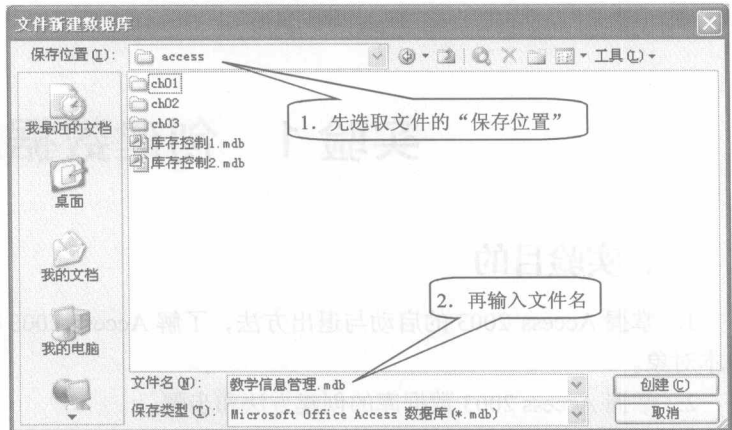 文件新建数据库
保存位置(I):
access
工具(L)
ch01
ch02
ch03
库存控制1.mdb
库存控制2.mdb
1. 先选取文件的“保存位置”
我最近的文档
桌面
我的文档
我的电脑
2. 再输入文件名
文件名(N):
教学信息管理.mdb
创建(C)
保存类型(T):
Microsoft Office Access 数据库(*.mdb)
取消